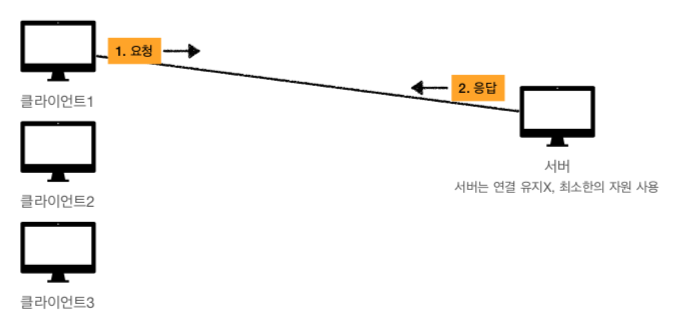 1. 요청
클라이언트1
2. 응답
서버
서버는 연결 유지X, 최소한의 자원 사용
클라이언트2
클라이언트3